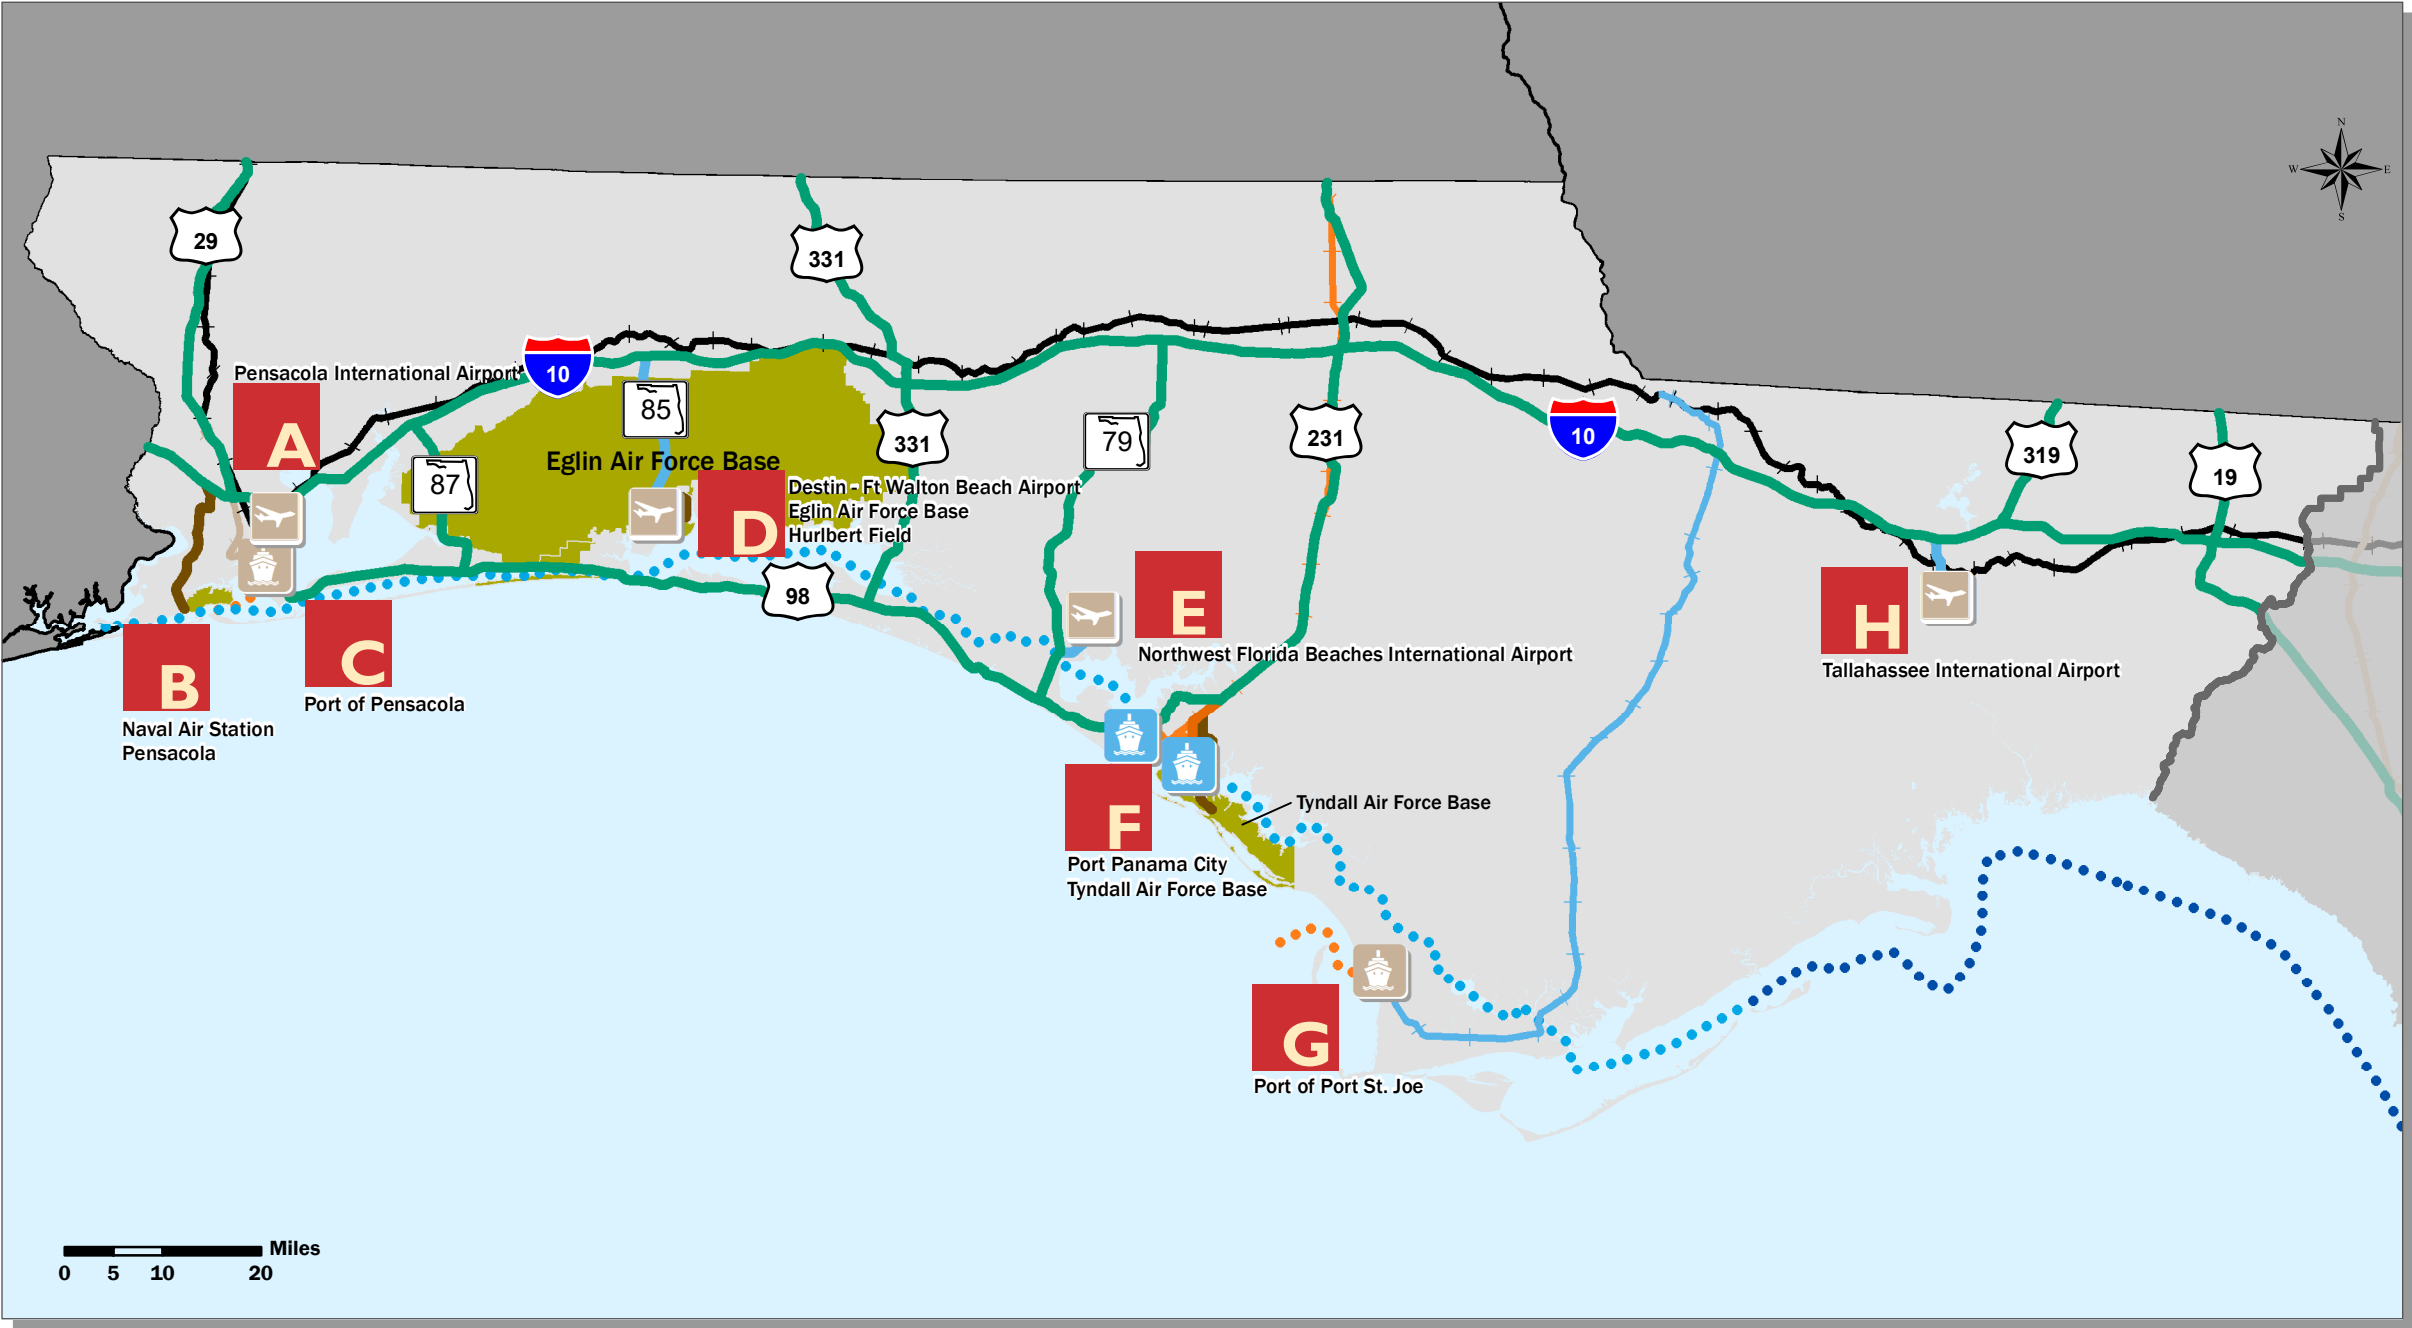 N
W E
S
29
331
Pensacola International Airport
10
A
85
Eglin Air Force Base
87
331
79
231
10
319
19
D
Destin - Ft Walton Beach Airport
Eglin Air Force Base
Hurlbert Field
98
E
Northwest Florida Beaches International Airport
H
Tallahassee International Airport
B
Naval Air Station
Pensacola
C
Port of Pensacola
Tyndall Air Force Base
F
Port Panama City
Tyndall Air Force Base
G
Port of Port St. Joe
Miles
0 5 10 20